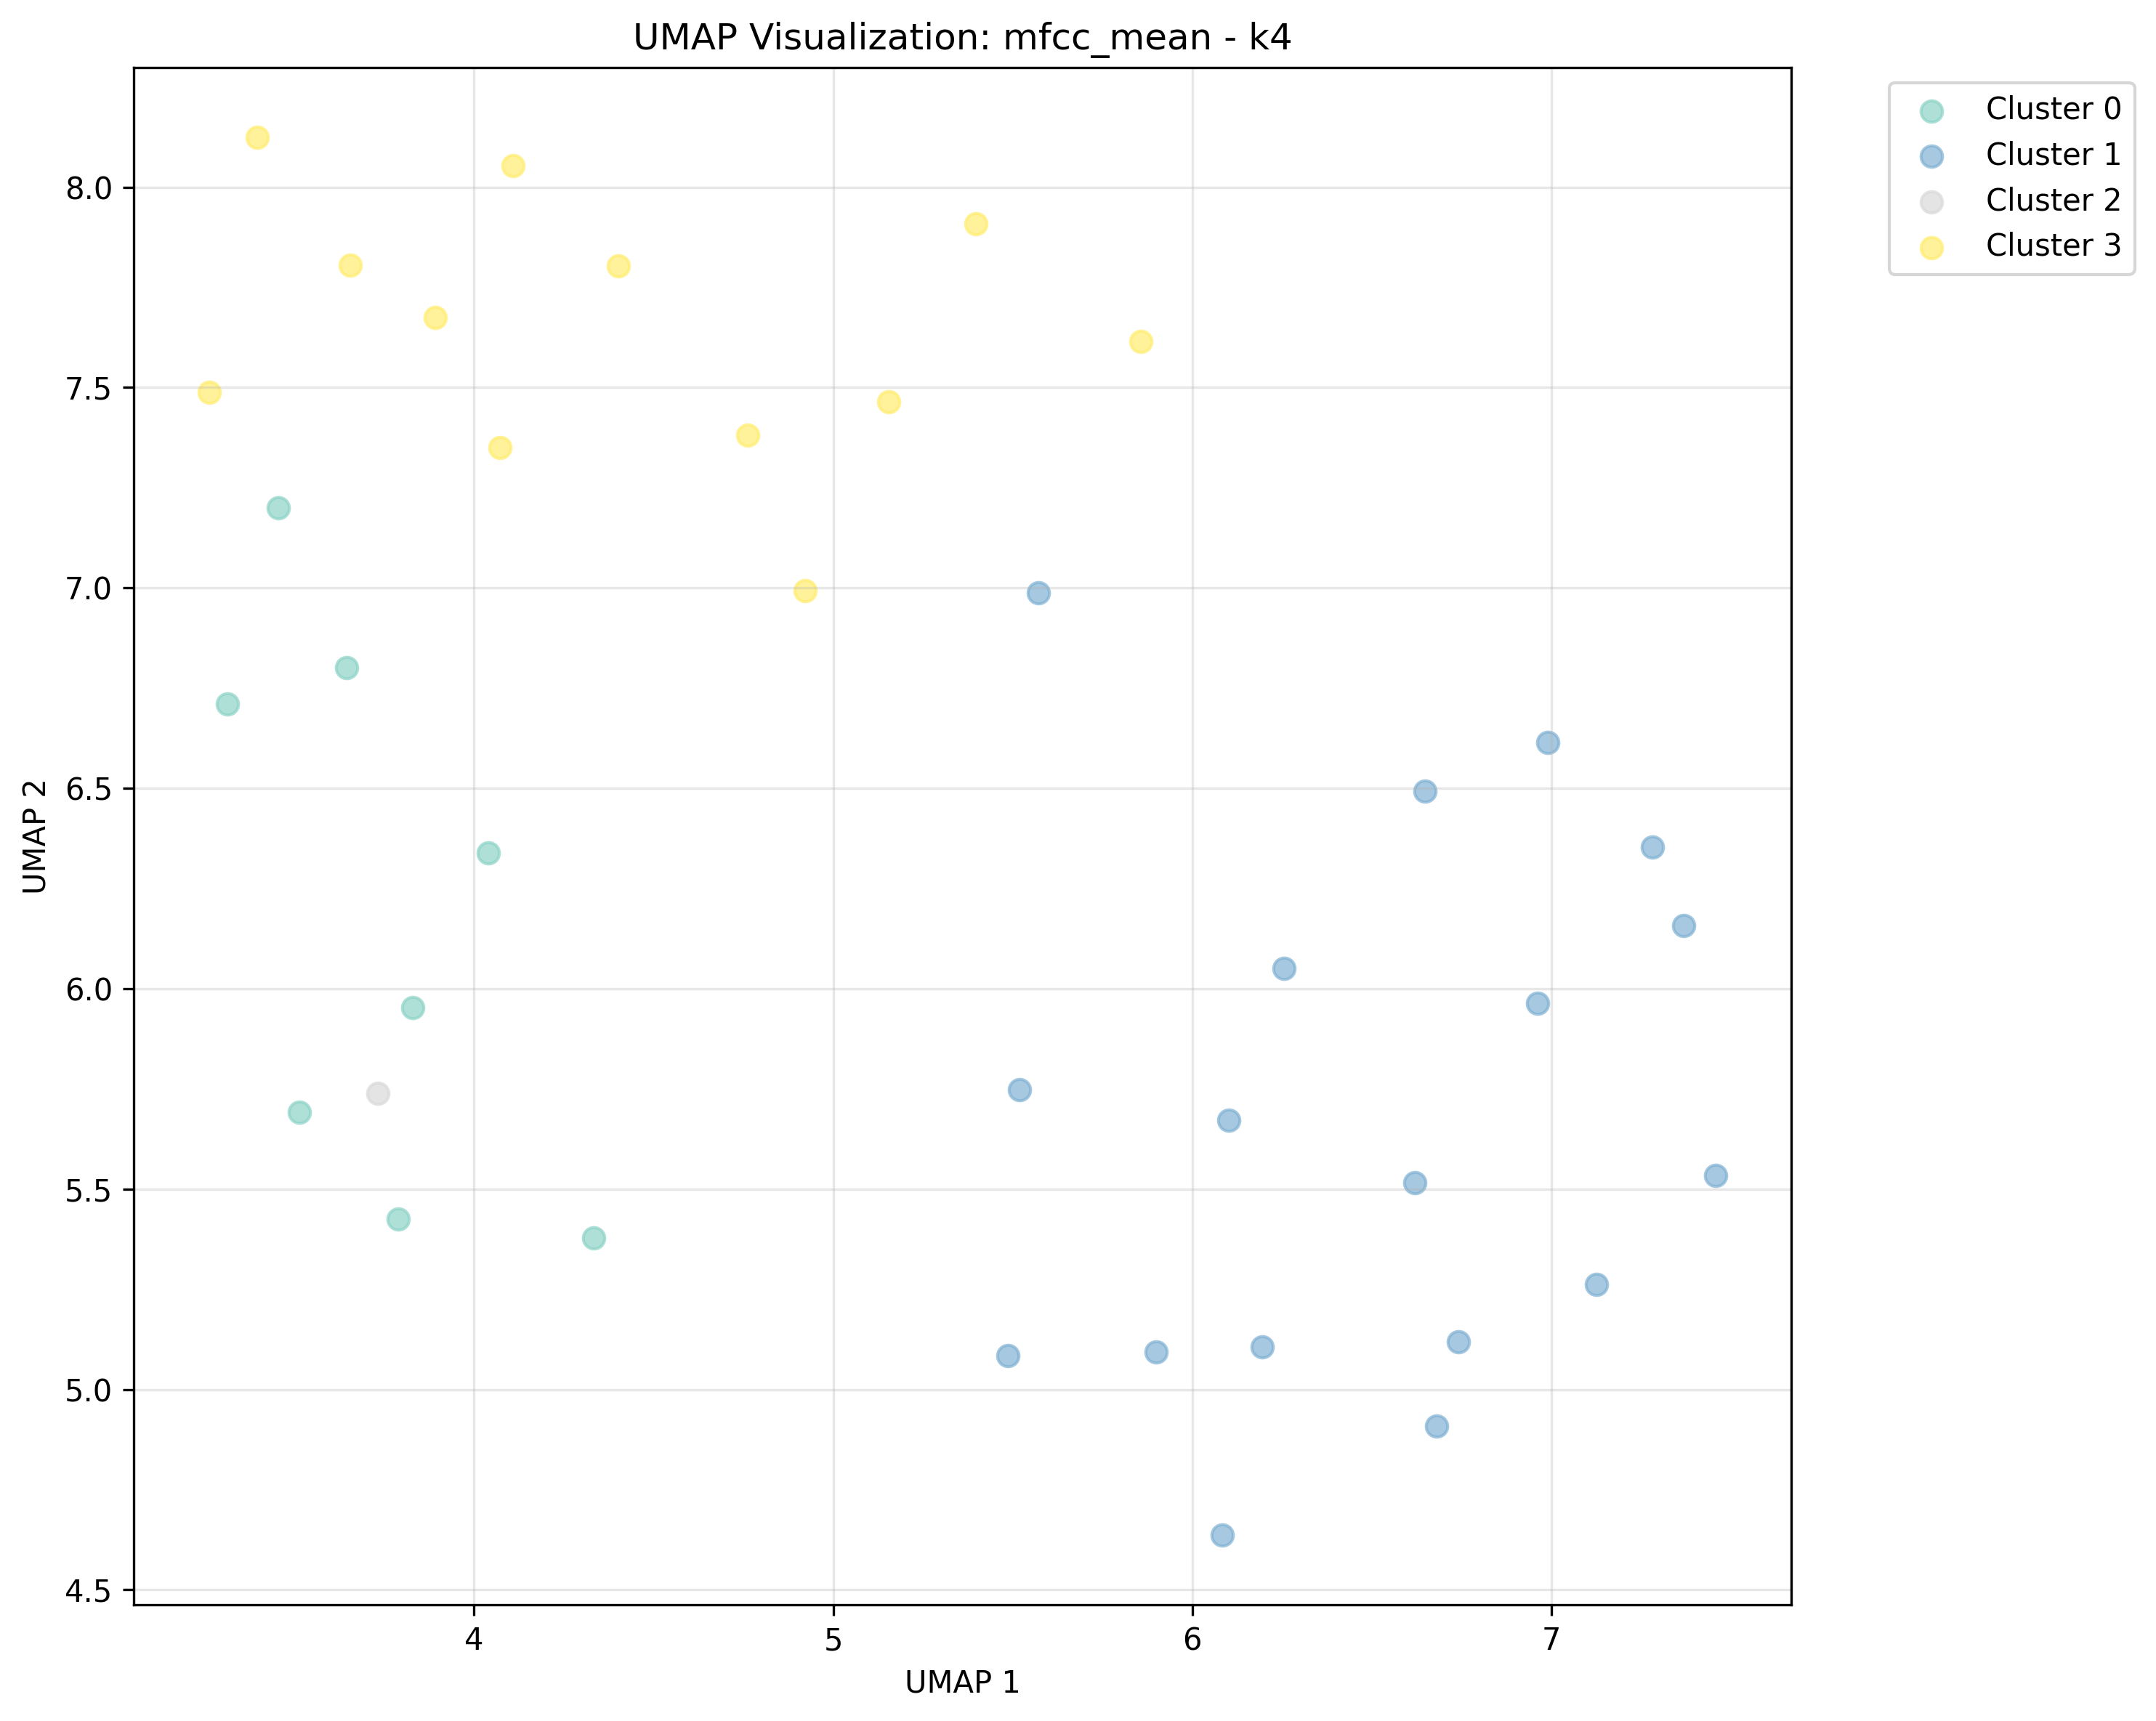 UMAP Visualization: mfcc_mean - k4
Cluster 0
Cluster 1
Cluster 2
Cluster 3
8.0
7.5
7.0
6.5
6.0
5.5
5.0
4.5
UMAP 2
4 5 6 7
UMAP 1